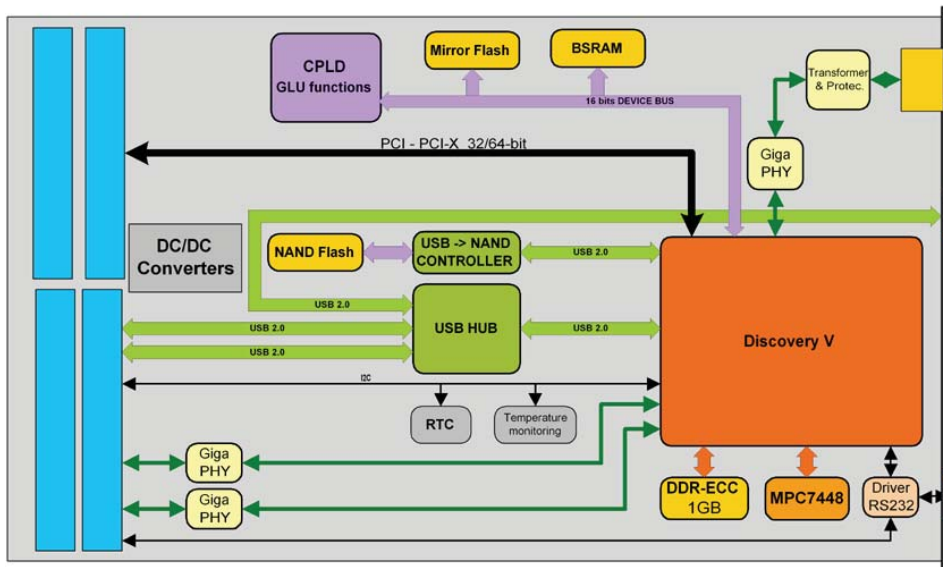 CPLD
GLU functions
Mirror Flash
BSRAM
Transformer
& Protec.
16 bits DEVICE BUS
PCI - PCI-X 32/64-bit
Giga
PHY
DC/DC
Converters
NAND Flash
USB -> NAND
CONTROLLER
USB 2.0
USB 2.0
USB 2.0
USB HUB
USB 2.0
USB 2.0
Discovery V
I2C
RTC
Temperature
monitoring
Giga
PHY
Giga
PHY
DDR-ECC
1GB
MPC7448
Driver
RS232